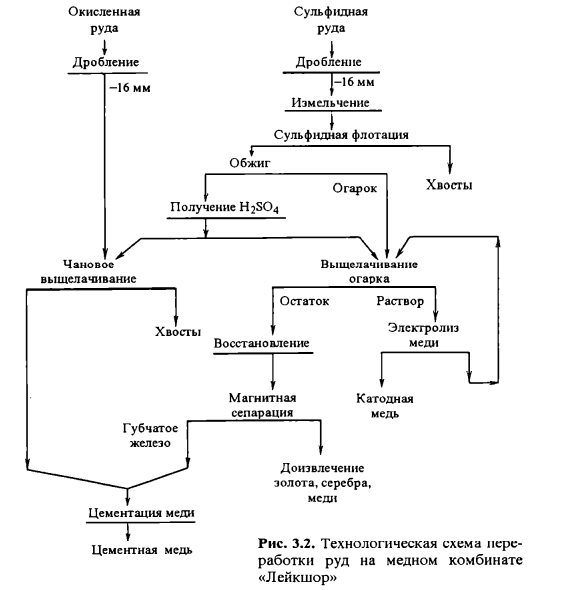 Окисленная
руда
Сульфидная
руда
Дробление
Дробление
−16 мм
−16 мм
Измельчение
Сульфидная флотация
Обжиг
Огарок
Хвосты
Получение H2SO4
Чановое
выщелачивание
Выщелачивание
огарка
Остаток
Раствор
Хвосты
Электролиз
меди
Восстановление
Магнитная
сепарация
Катодная
медь
Губчатое
железо
Доизвлечение
золота, серебра,
меди
Цементация меди
Цементная медь
Рис. 3.2. Технологическая схема пере-
работки руд на медном комбинате
«Лейкшор»